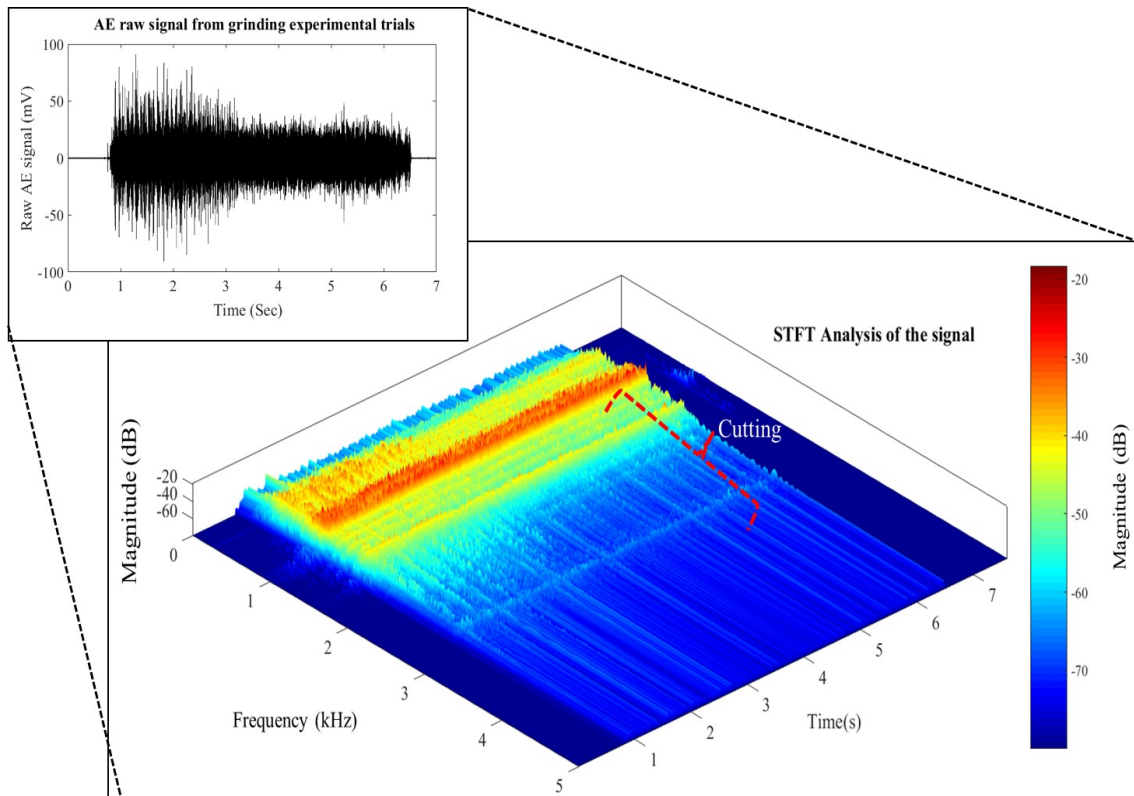 AE raw signal from grinding experimental trials
Raw AE signal (mV)
100
50
0
-50
-100
0 1 2 3 4 5 6 7
Time (Sec)
STFT Analysis of the signal
Cutting
Magnitude (dB)
-20
-40
-60
0
1
2
3
4
5
Frequency (kHz)
1
2
3
4
5
6
7
Time(s)
-20
-30
-40
-50
-60
-70
Magnitude (dB)